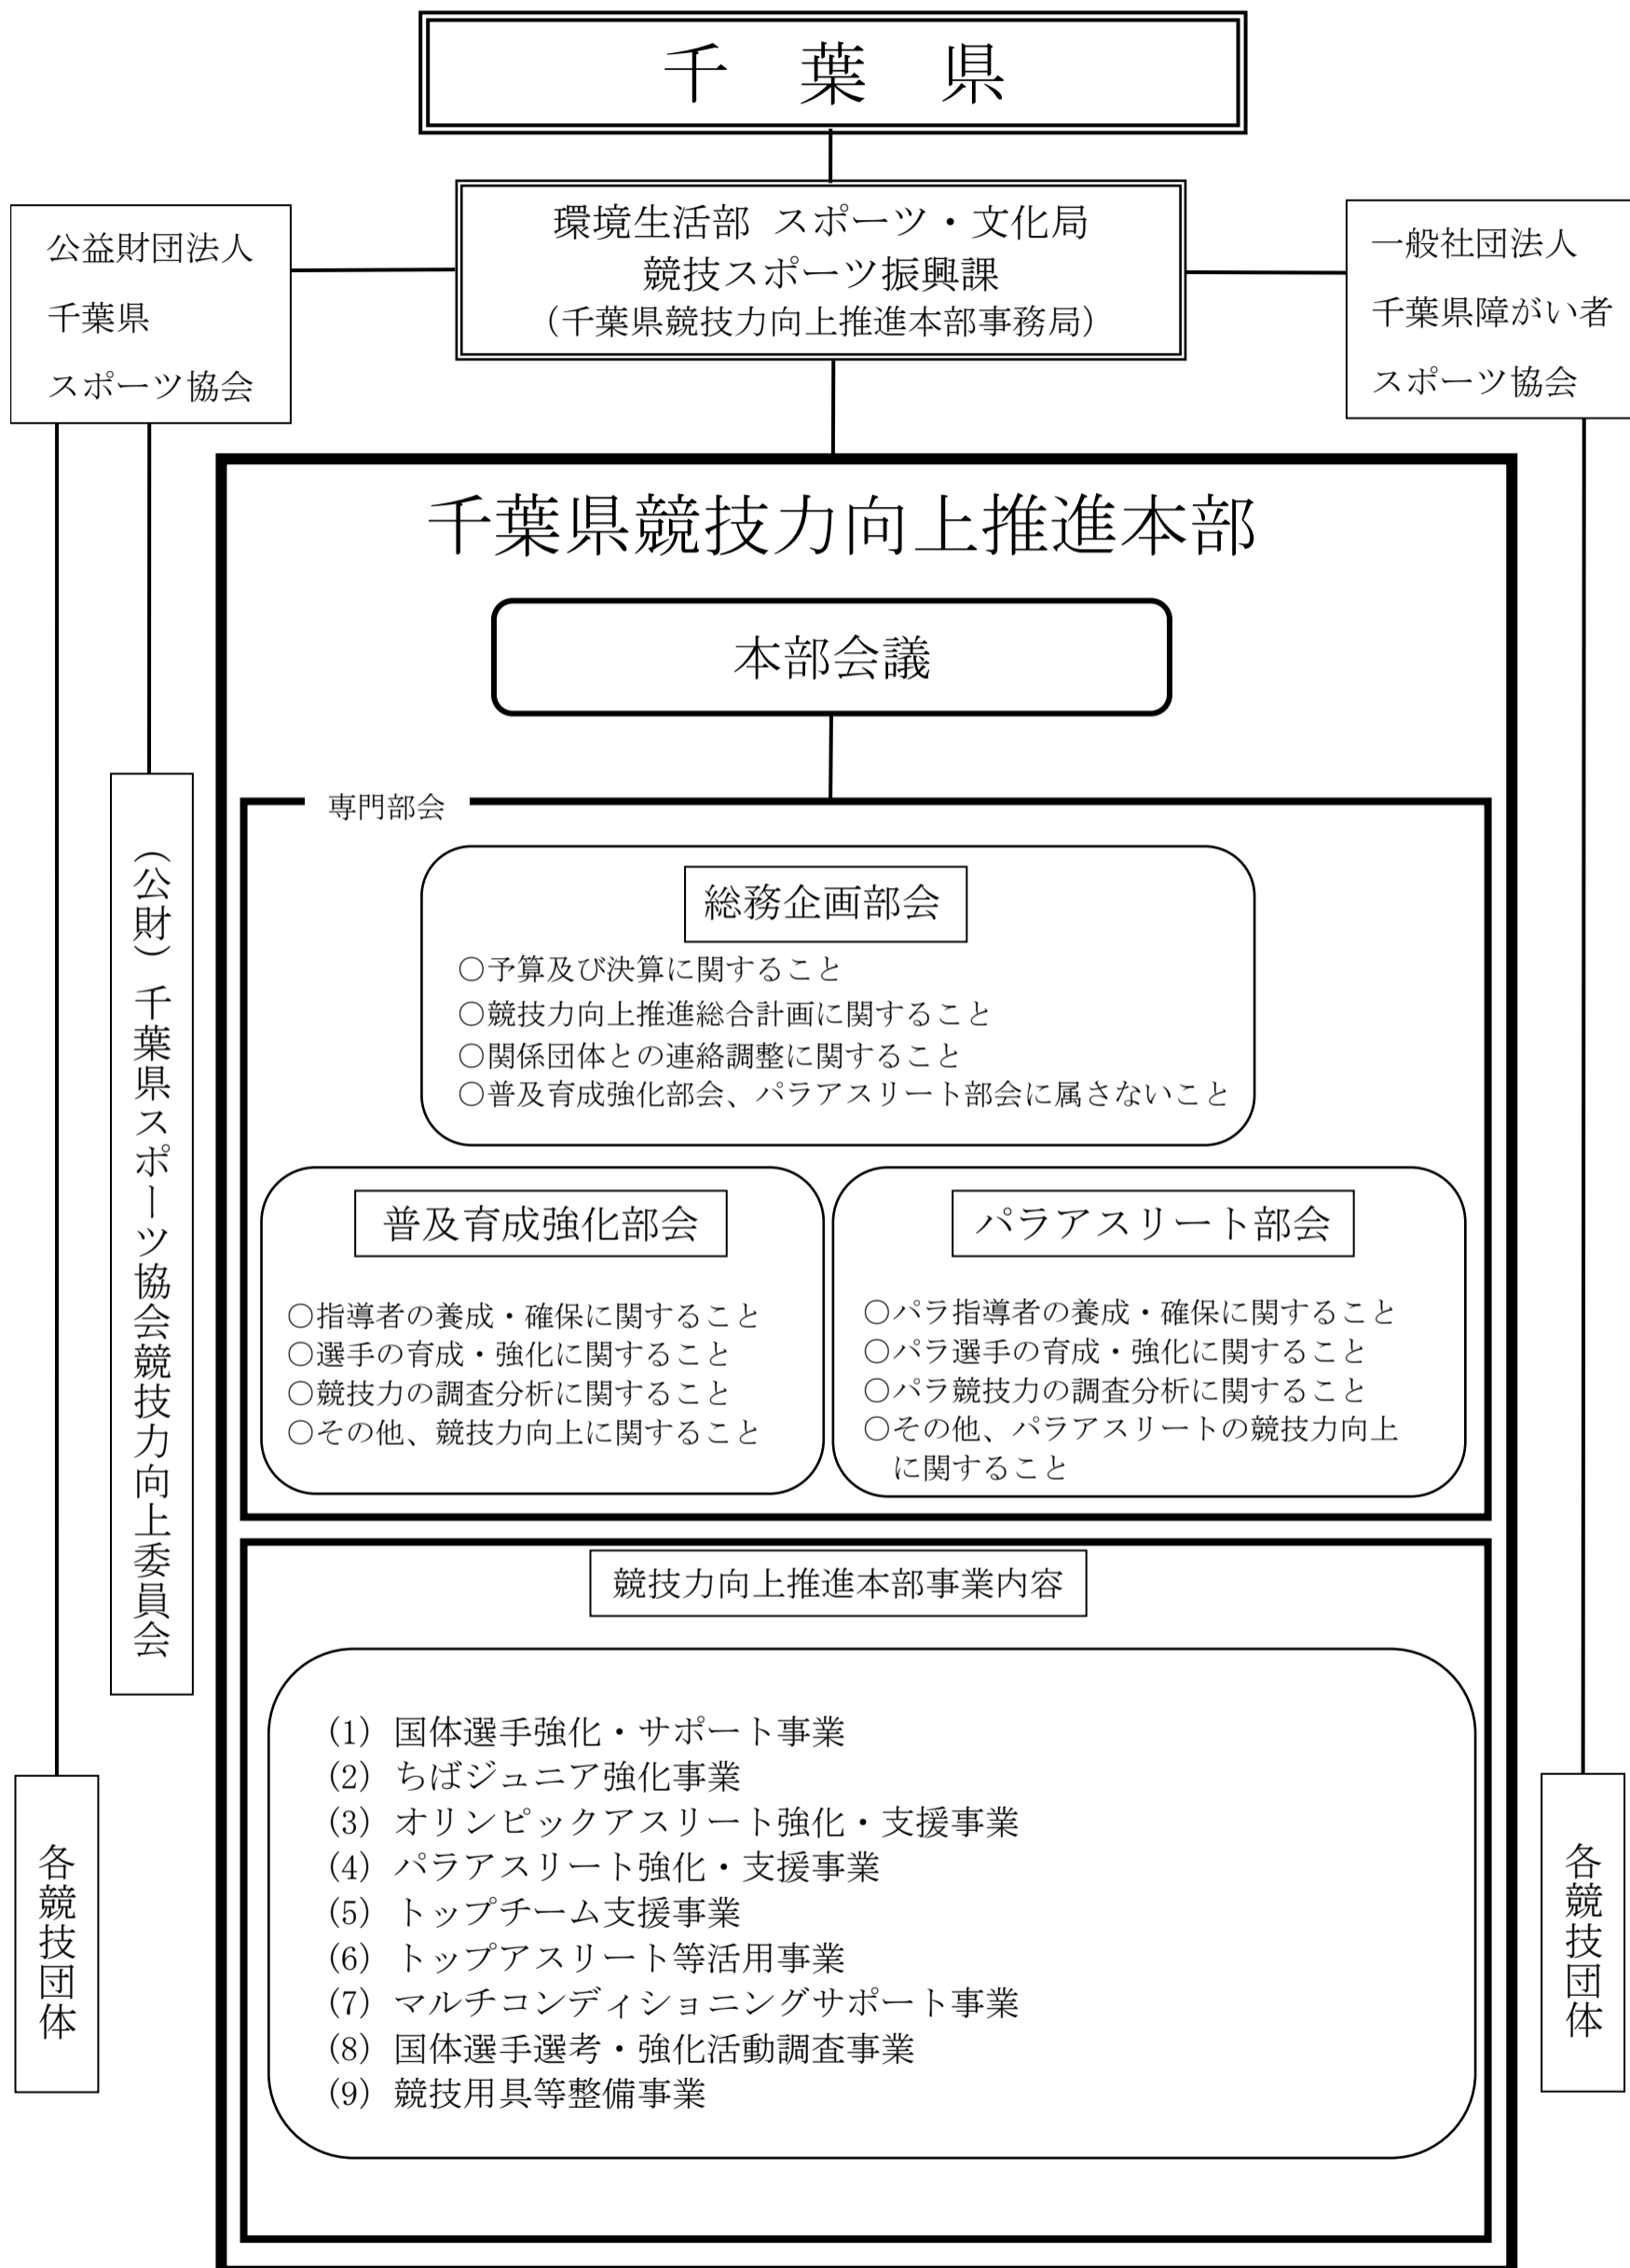 千 葉 県
環境生活部 スポーツ・文化局
競技スポーツ振興課
（千葉県競技力向上推進本部事務局）
公益財団法人
千葉県
スポーツ協会
一般社団法人
千葉県障がい者
スポーツ協会
千葉県競技力向上推進本部
本部会議
専門部会
総務企画部会
○予算及び決算に関すること
○競技力向上推進総合計画に関すること
○関係団体との連絡調整に関すること
○普及育成強化部会、パラアスリート部会に属さないこと
普及育成強化部会
○指導者の養成・確保に関すること
○選手の育成・強化に関すること
○競技力の調査分析に関すること
○その他、競技力向上に関すること
パラアスリート部会
○パラ指導者の養成・確保に関すること
○パラ選手の育成・強化に関すること
○パラ競技力の調査分析に関すること
○その他、パラアスリートの競技力向上
に関すること
（公財）千葉県スポーツ協会競技力向上委員会
競技力向上推進本部事業内容
(1) 国体選手強化・サポート事業
(2) ちばジュニア強化事業
(3) オリンピックアスリート強化・支援事業
(4) パラアスリート強化・支援事業
(5) トップチーム支援事業
(6) トップアスリート等活用事業
(7) マルチコンディショニングサポート事業
(8) 国体選手選考・強化活動調査事業
(9) 競技用具等整備事業
各競技団体
各競技団体